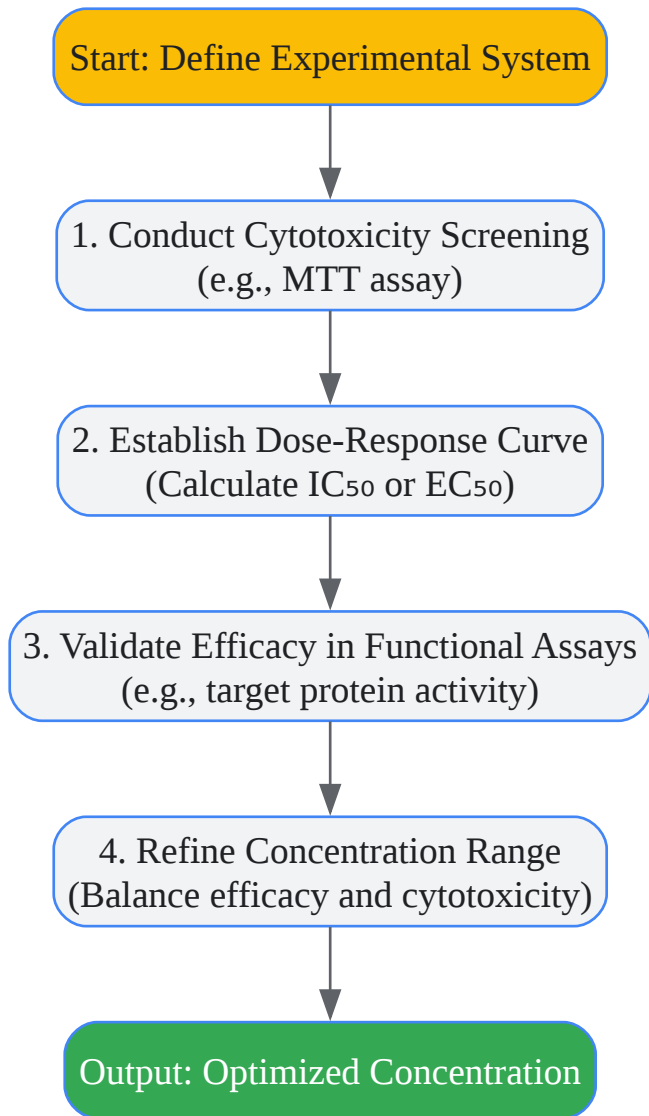 Start: Define Experimental System
1. Conduct Cytotoxicity Screening
(e.g., MTT assay)
2. Establish Dose-Response Curve
(Calculate IC₅₀ or EC₅₀)
3. Validate Efficacy in Functional Assays
(e.g., target protein activity)
4. Refine Concentration Range
(Balance efficacy and cytotoxicity)
Output: Optimized Concentration